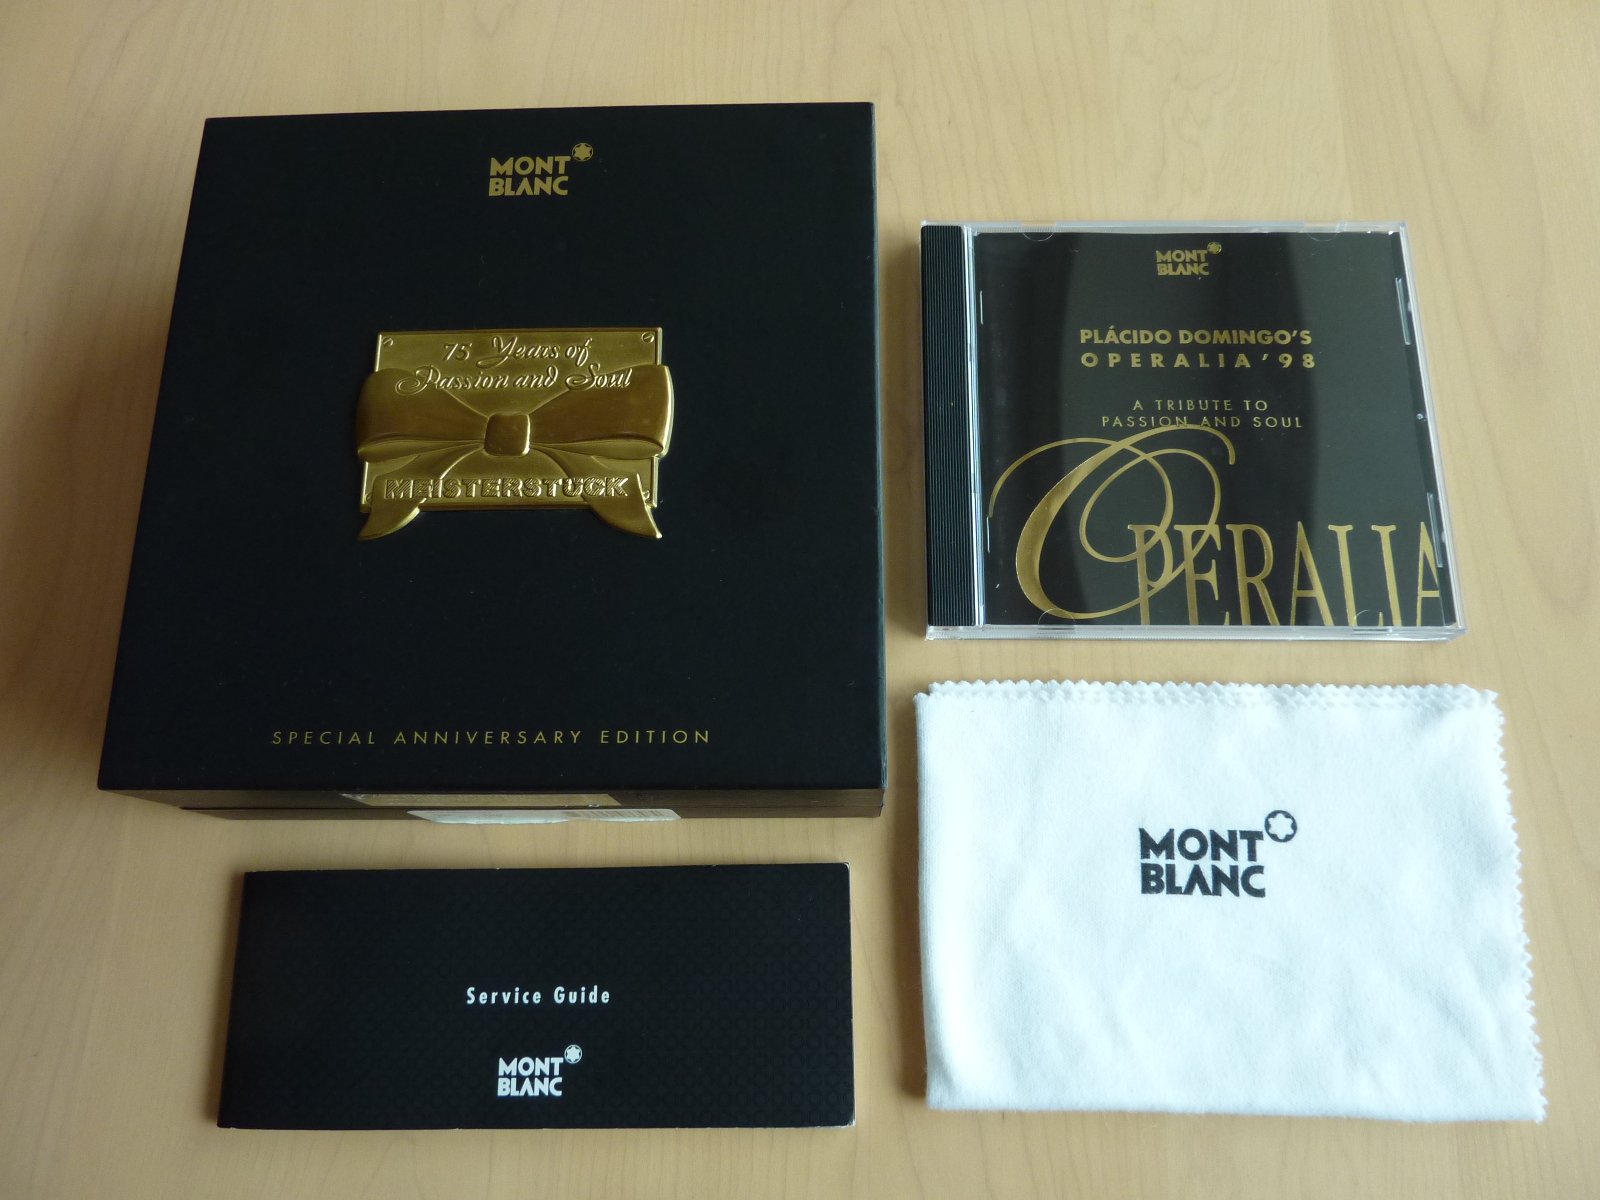 MONT
BLANC
75 Years of
Passion and Soul
MEISTERSTÜCK
SPECIAL ANNIVERSARY EDITION
MONT
BLANC
PLÁCIDO DOMINGO'S
OPERALIA '98
A TRIBUTE TO
PASSION AND SOUL
OPERALIA
Service Guide
MONT
BLANC
MONT
BLANC